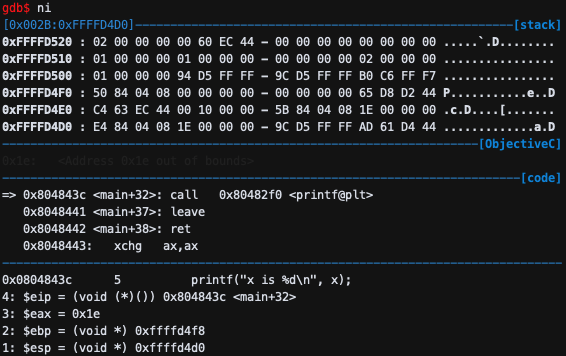 gdb$ ni
[0x002B:0xFFFFD4D0][stack]
0xFFFFD520 : 02 00 00 00 00 60 EC 44 - 00 00 00 00 00 00 00 00 .....`.D........
0xFFFFD510 : 01 00 00 00 01 00 00 00 - 00 00 00 00 02 00 00 00 ................
0xFFFFD500 : 01 00 00 00 94 D5 FF FF - 9C D5 FF FF B0 C6 FF F7 ................
0xFFFFD4F0 : 50 84 04 08 00 00 00 00 - 00 00 00 00 65 D8 D2 44 P...........e..D
0xFFFFD4E0 : C4 63 EC 44 00 10 00 00 - 5B 84 04 08 1E 00 00 00 .c.D....[.......
0xFFFFD4D0 : E4 84 04 08 1E 00 00 00 - 9C D5 FF FF AD 61 D4 44 .............a.D
[ObjectiveC]
0x1e:   <Address 0x1e out of bounds>
[code]
=> 0x804843c <main+32>: call   0x80482f0 <printf@plt>
   0x8048441 <main+37>: leave
   0x8048442 <main+38>: ret
   0x8048443:   xchg   ax,ax
0x0804843c      5           printf("x is %d\n", x);
4: $eip = (void (*)()) 0x804843c <main+32>
3: $eax = 0x1e
2: $ebp = (void *) 0xffffd4f8
1: $esp = (void *) 0xffffd4d0